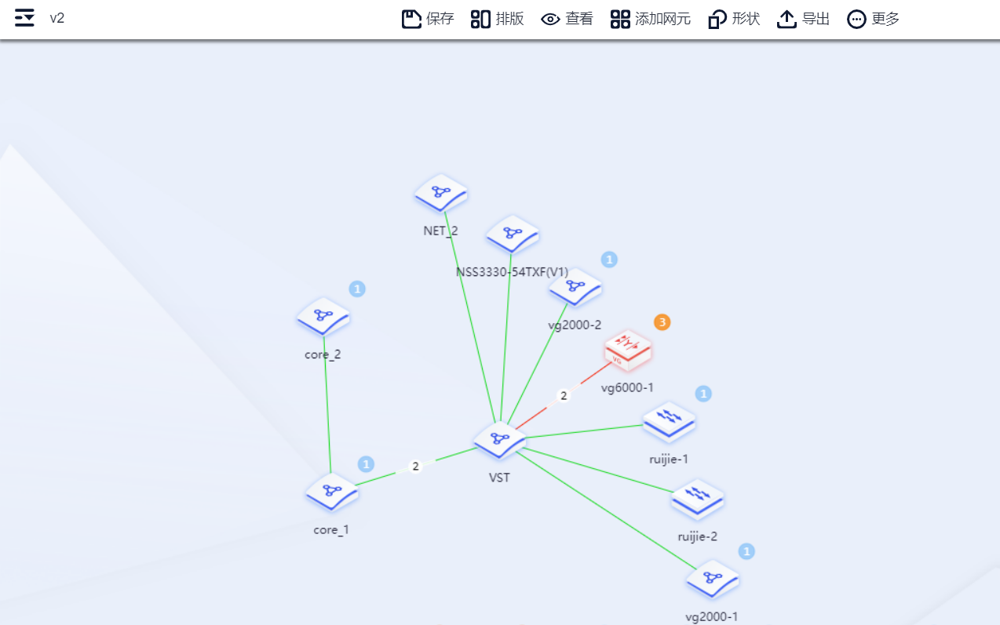 v2
保存
排版
查看
添加网元
形状
导出
更多
NET_2
NSS3330-54TXF(V1)
1
vg2000-2
1
core_2
3
VG
vg6000-1
2
1
ruijie-1
VST
2
1
core_1
ruijie-2
1
vg2000-1